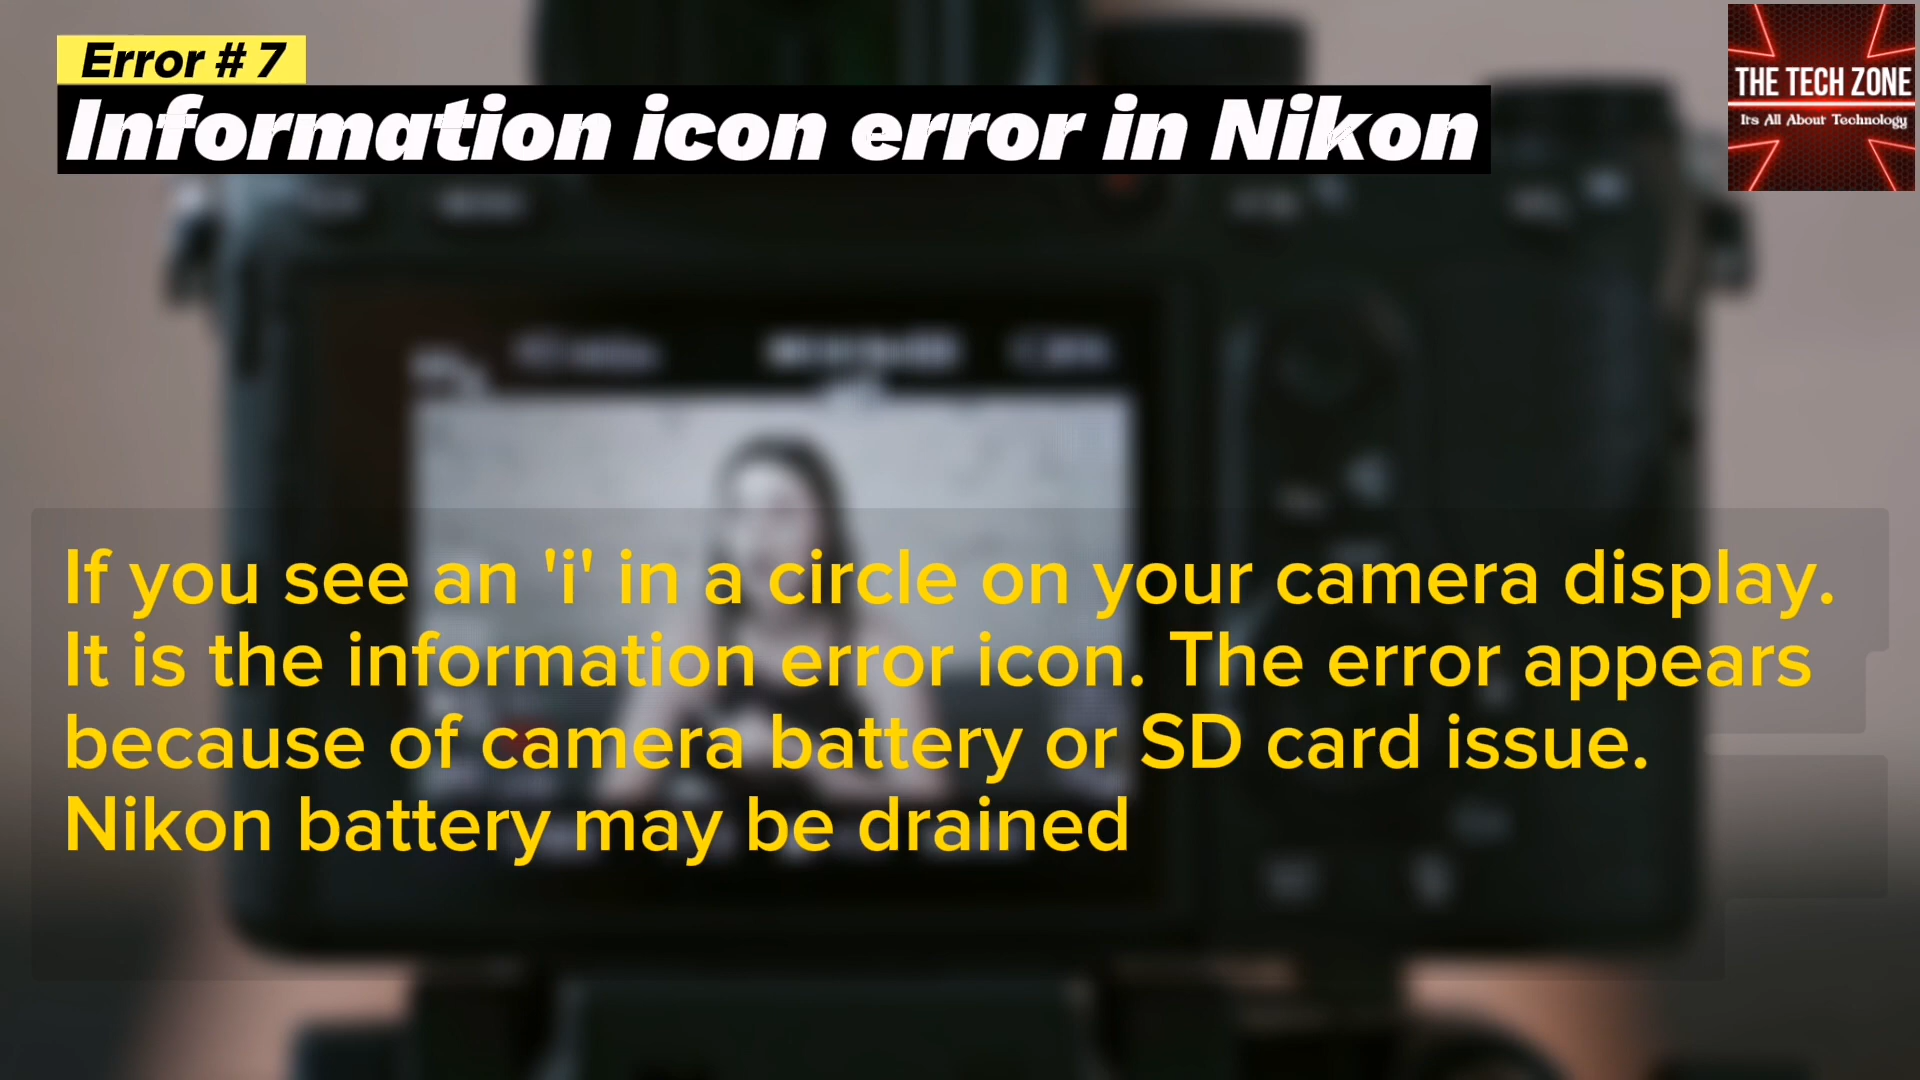 Error # 7
Information icon error in Nikon
THE TECH ZONE
Its All About Technology
If you see an 'i' in a circle on your camera display.
It is the information error icon. The error appears
because of camera battery or SD card issue.
Nikon battery may be drained